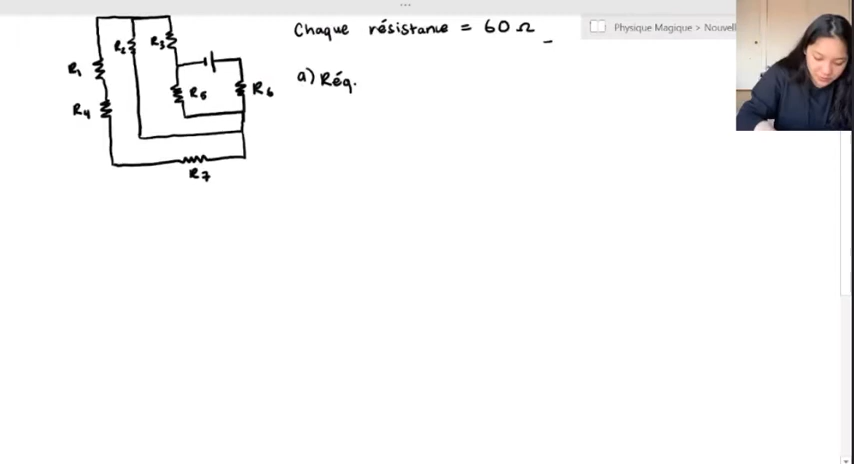 Chaque résistance = 60 Ω
Physique Magique > Nouvell
a) Réq.
R1
R2
R3
R4
R5
R6
R7